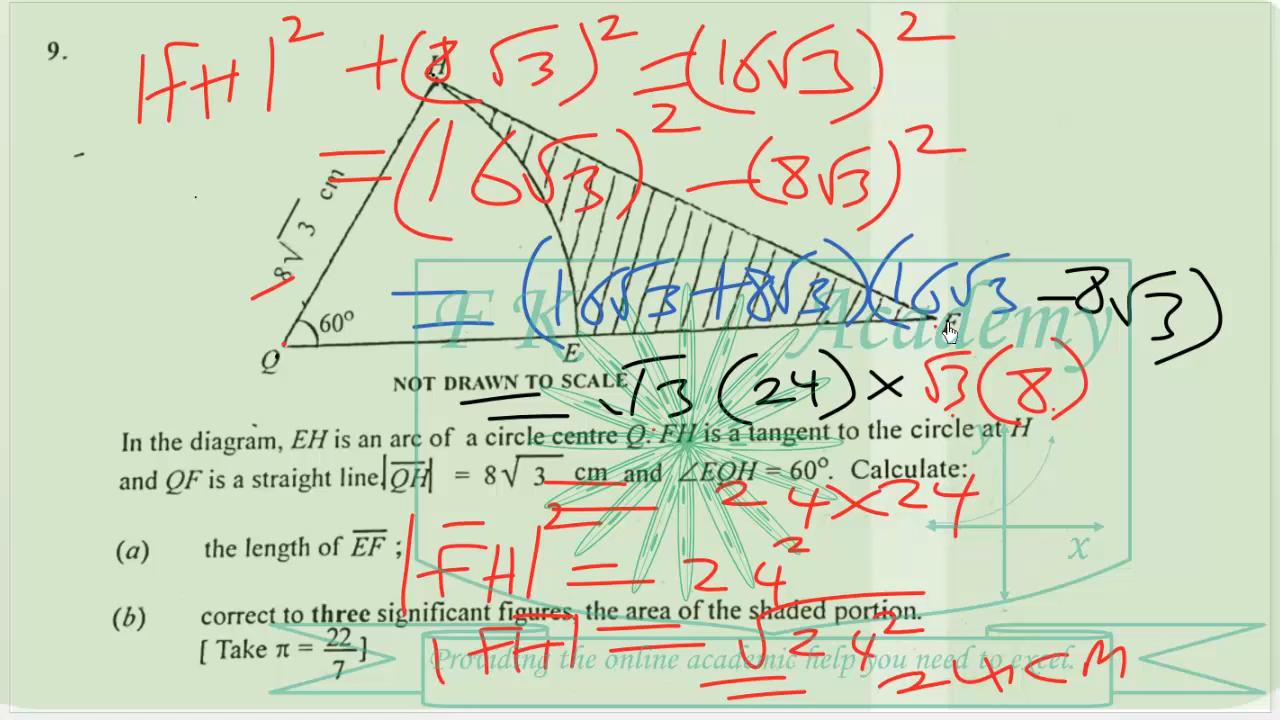 9.
|FH|² + (8√3)² = (16√3)²
H
= (16√3)² - (8√3)²
8√3 cm
= (16√3 + 8√3)(16√3 - 8√3)
F K Academy
60°
Q
E
F
NOT DRAWN TO SCALE
= √3(24) × √3(8)
In the diagram, EH is an arc of a circle centre Q. FH is a tangent to the circle at H
and QF is a straight line |QH| = 8√3 cm and ∠EQH = 60°. Calculate:
= 24×24
y
x
(a) the length of EF ;
|FH|² = 24²
(b) correct to three significant figures, the area of the shaded portion.
[ Take π = 22/7 ]
|FH| = √24²
Providing the online academic help you need to excel.
= 24cm